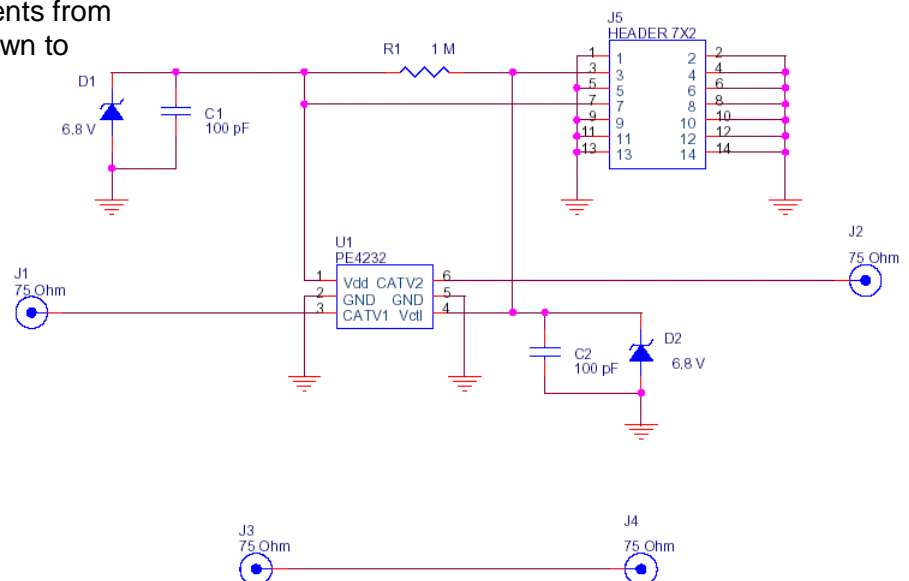 ents from
wn to
D1
6.8 V
C1
100 pF
R1 1 M
J5
HEADER 7X2
1 1 2 2
3 3 4 4
5 5 6 6
7 7 8 8
9 9 10 10
11 11 12 12
13 13 14 14
J1
75 Ohm
U1
PE4232
1 Vdd CATV2 6
2 GND GND 5
3 CATV1 Vctl 4
J2
75 Ohm
C2
100 pF
D2
6.8 V
J3
75 Ohm
J4
75 Ohm